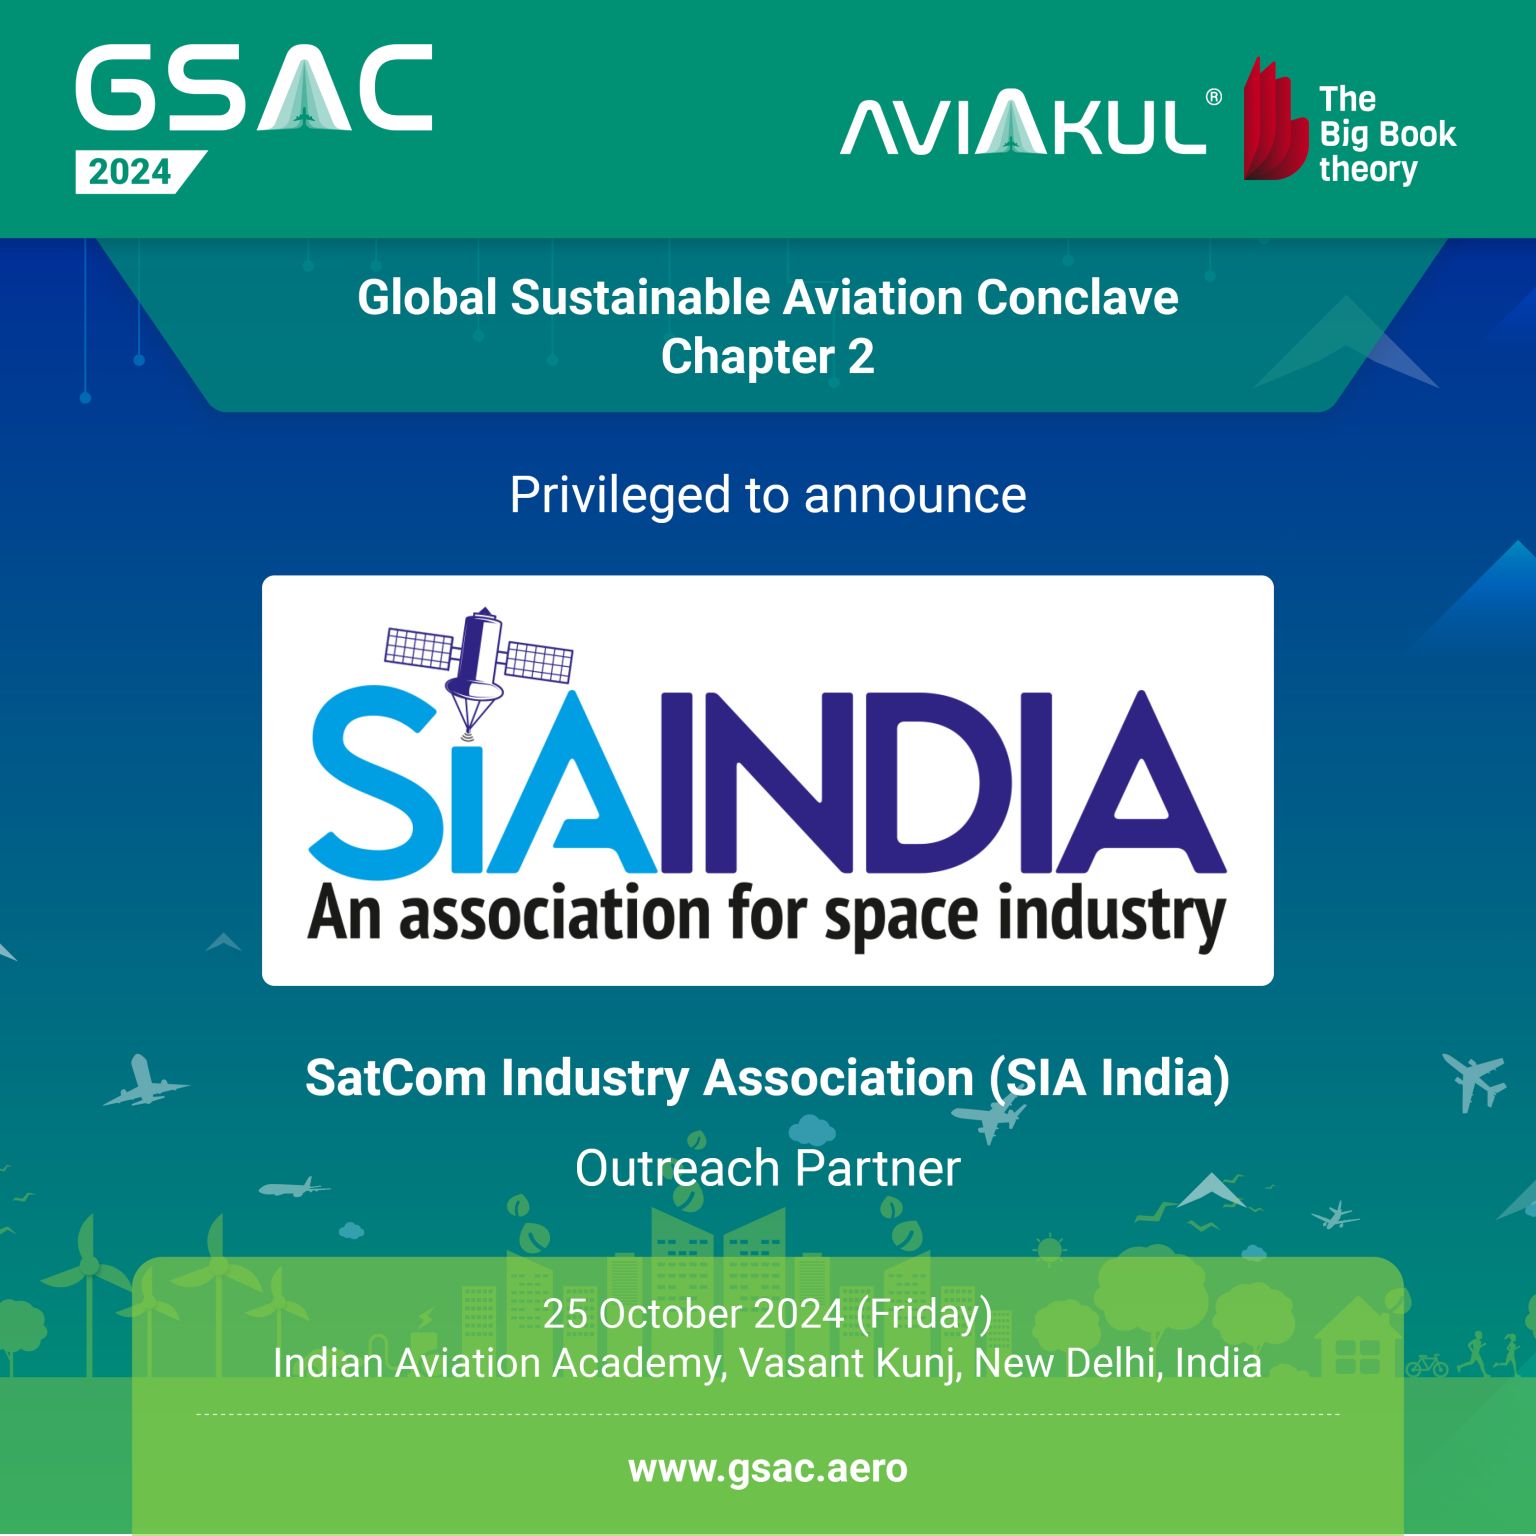 GSAC
2024
AVIAKUL®
The
Big Book
theory
Global Sustainable Aviation Conclave
Chapter 2
Privileged to announce
SiAINDIA
An association for space industry
SatCom Industry Association (SIA India)
Outreach Partner
25 October 2024 (Friday)
Indian Aviation Academy, Vasant Kunj, New Delhi, India
www.gsac.aero